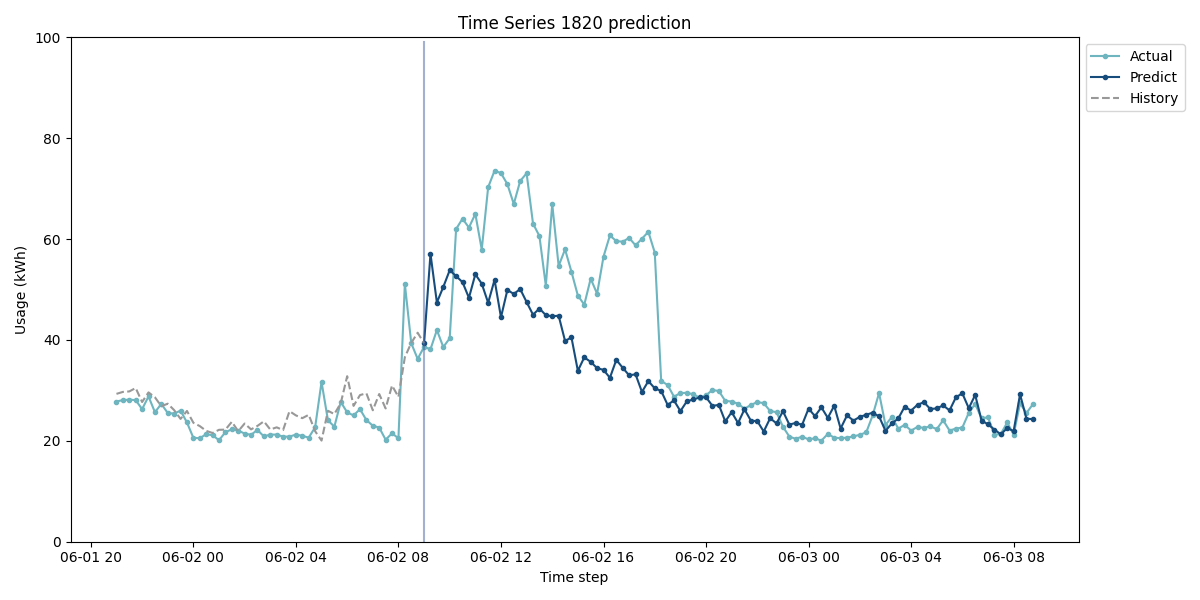 Time Series 1820 prediction
100
80
60
40
20
0
Usage (kWh)
06-01 20
06-02 00
06-02 04
06-02 08
06-02 12
06-02 16
06-02 20
06-03 00
06-03 04
06-03 08
Time step
Actual
Predict
History